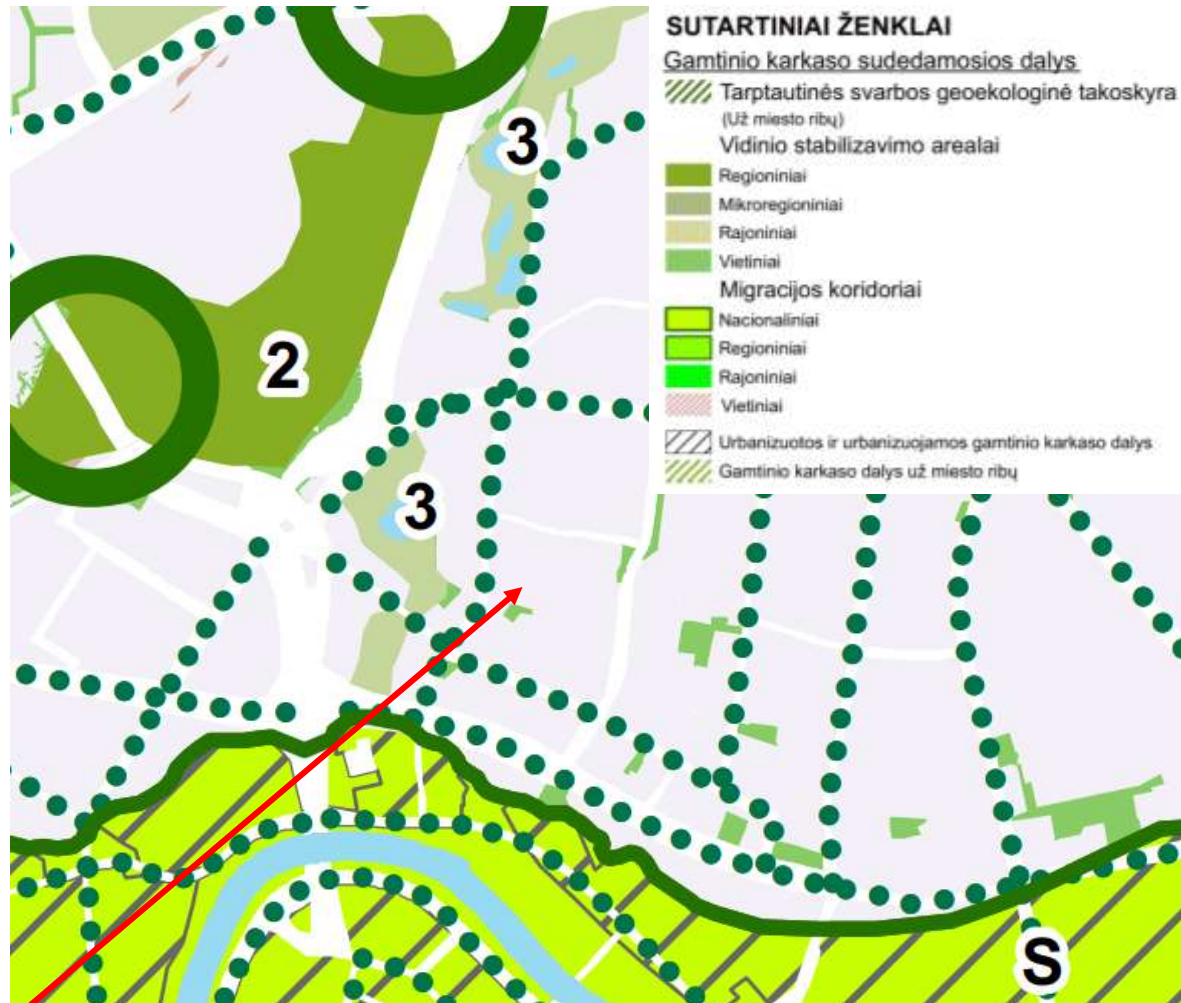 SUTARTINIAI ŽENKLAI
Gamtinio karkaso sudedamosios dalys
Tarptautinės svarbos geoekologinė takoskyra
(Už miesto ribų)
Vidinio stabilizavimo arealai
Regioniniai
Mikroregioniniai
Rajoniniai
Vietiniai
Migracijos koridoriai
Nacionaliniai
Regioniniai
Rajoniniai
Vietiniai
Urbanizuotos ir urbanizuojamos gamtinio karkaso dalys
Gamtinio karkaso dalys už miesto ribų
3
2
3
S